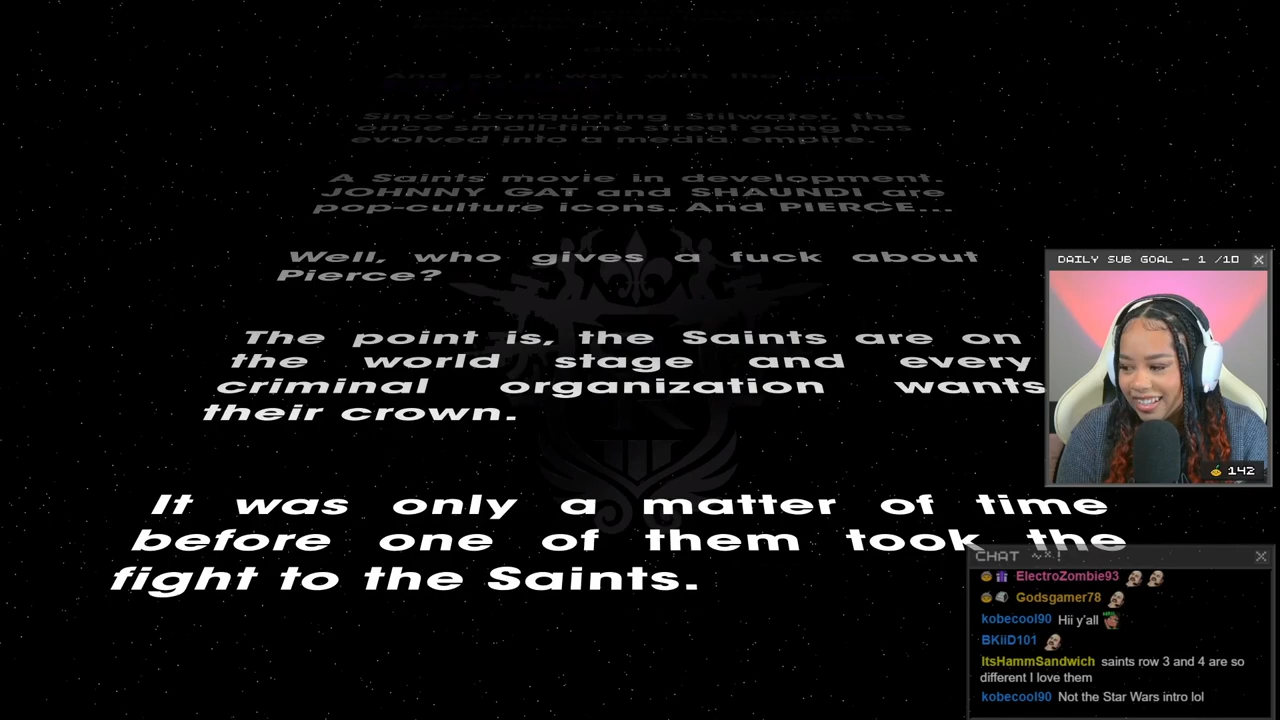 And so it was with the
Since conquering Stilwater, the
once small-time street gang has
evolved into a media empire.
A Saints movie in development.
JOHNNY GAT and SHAUNDI are
pop-culture icons. And PIERCE...
Well, who gives a fuck about
Pierce?
The point is, the Saints are on
the world stage and every
criminal organization wants
their crown.
It was only a matter of time
before one of them took the
fight to the Saints.
DAILY SUB GOAL - 1 /10
142
CHAT
ElectroZombie93
Godsgamer78
kobecool90 Hii y'all
BKiiD101
ItsHammSandwich saints row 3 and 4 are so
different I love them
kobecool90 Not the Star Wars intro lol